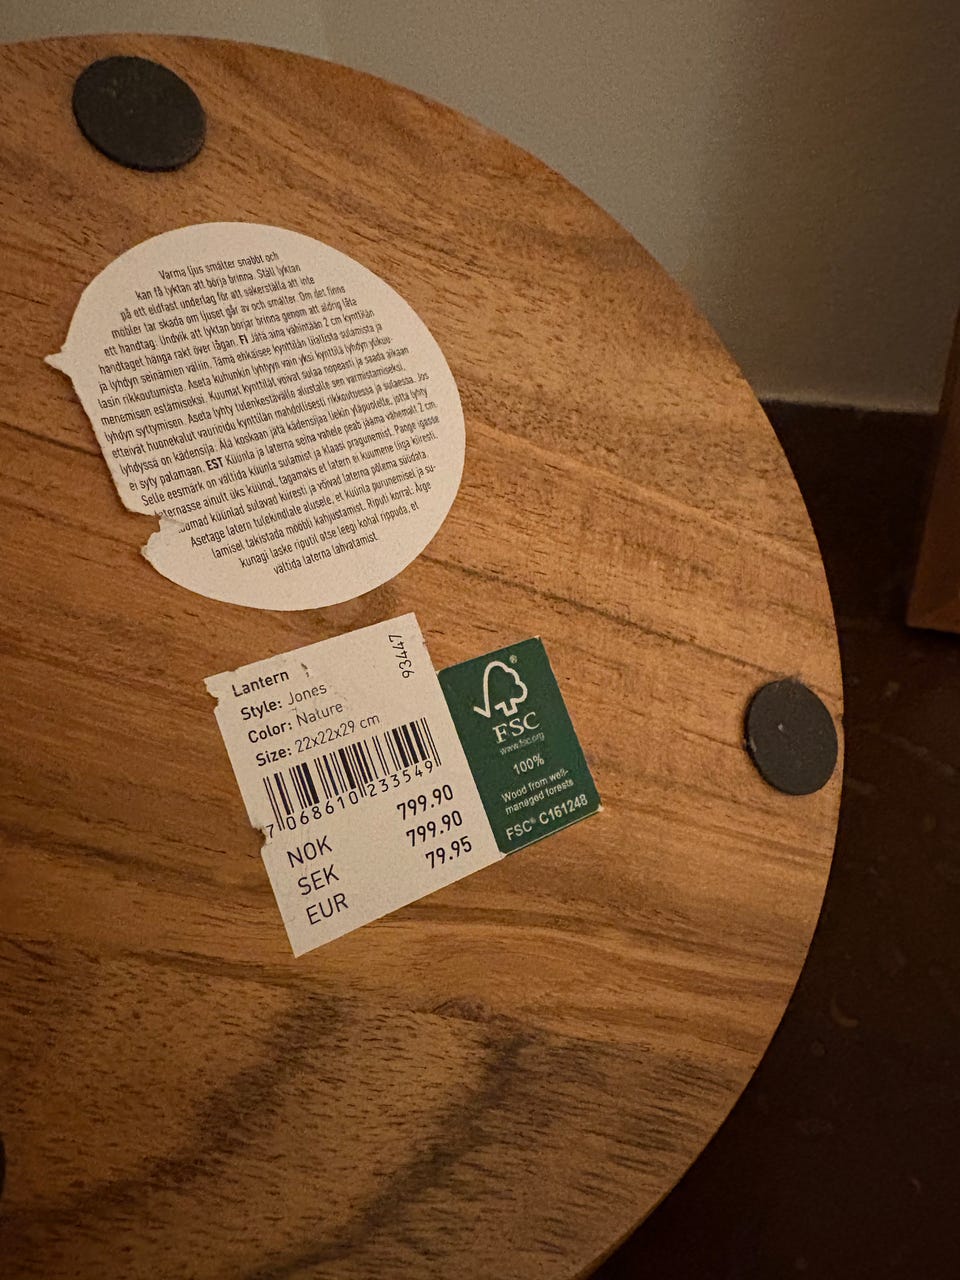 Varma ljus smälter snabbt och
kan få lyktan att börja brinna. Ställ lyktan
på ett eldfast underlag för att säkerställa att inte
möbler tar skada om ljuset går av och smälter. Om det finns
ett handtag. Undvik att lyktan börjar brinna genom att aldrig låta
handtaget hänga rakt över lågan. FI Jätä aina vähintään 2 cm kynttilän
ja lyhdyn seinämien väliin. Tämä ehkäisee kynttilän liiallista sulamista ja
lasin rikkoutumista. Aseta kuhunkin lyhtyyn vain yksi kynttilä lyhdyn ylikuu-
menemisen estämiseksi. Kuumat kynttilät voivat sulaa nopeasti ja saada aikaan
lyhdyn syttymisen. Aseta lyhty tulenkestävälle alustalle sen varmistamiseksi,
etteivät huonekalut vaurioidu kynttilän mahdollisesti rikkoutuessa ja sulaessa. Jos
lyhdyssä on kädensija. Älä koskaan jätä kädensijaa liekin yläpuolelle, jotta lyhty
ei syty palamaan. EST Küünla ja laterna seina vahele peab jääma vähemalt 2 cm.
Selle eesmärk on vältida küünla sulamist ja klaasi pragunemist. Pange igasse
laternasse ainult üks küünal, tagamaks et latern ei kuumene liiga kiiresti.
Kuumad küünlad sulavad kiiresti ja võivad laterna põlema süüdata.
Asetage latern tulekindlale alusele, et küünla purunemisel ja su-
lamisel takistada mööbli kahjustamist. Riputi korral: Ärge
kunagi laske riputil otse leegi kohal rippuda, et
vältida laterna lahvatamist.
93447
Lantern
Style: Jones
Color: Nature
Size: 22x22x29 cm
7 068610 233549
NOK 799.90
SEK 799.90
EUR 79.95
FSC
www.fsc.org
100%
Wood from well-
managed forests
FSC® C161248